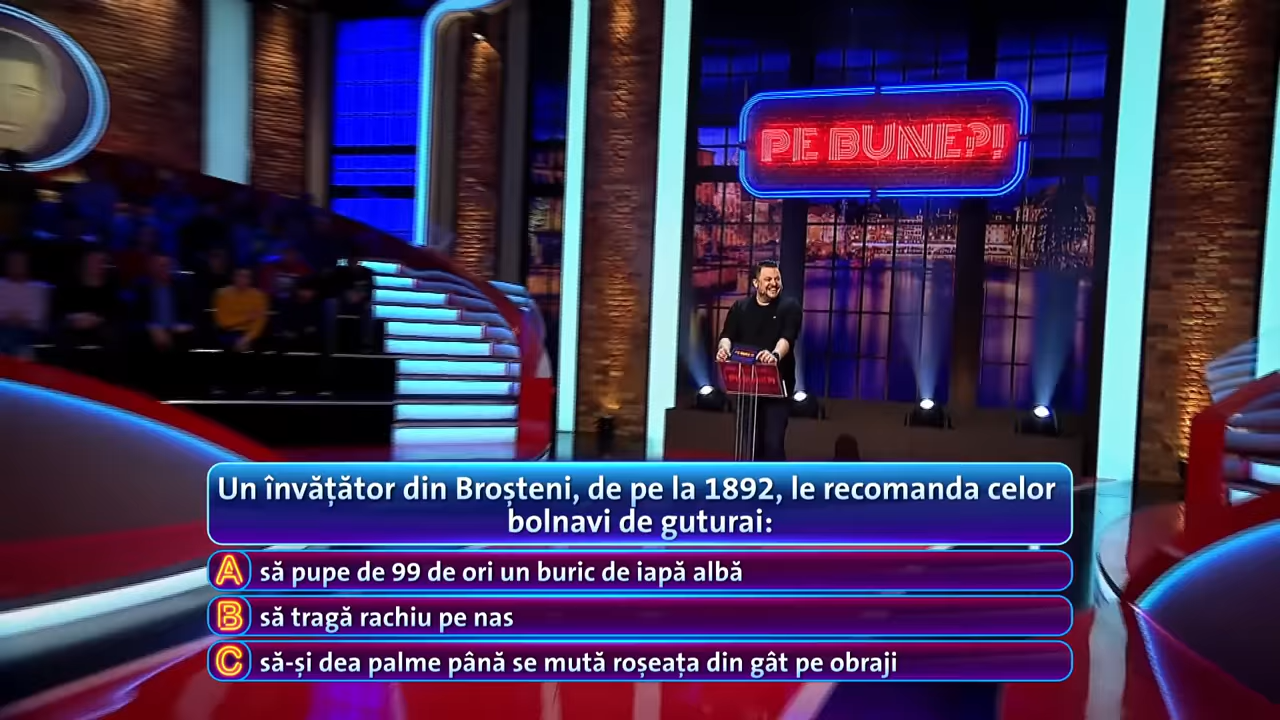 PE BUNE?!
Un învățător din Broșteni, de pe la 1892, le recomanda celor
bolnavi de guturai:
A să pupe de 99 de ori un buric de iapă albă
B să tragă rachiu pe nas
C să-și dea palme până se mută roșeața din gât pe obraji